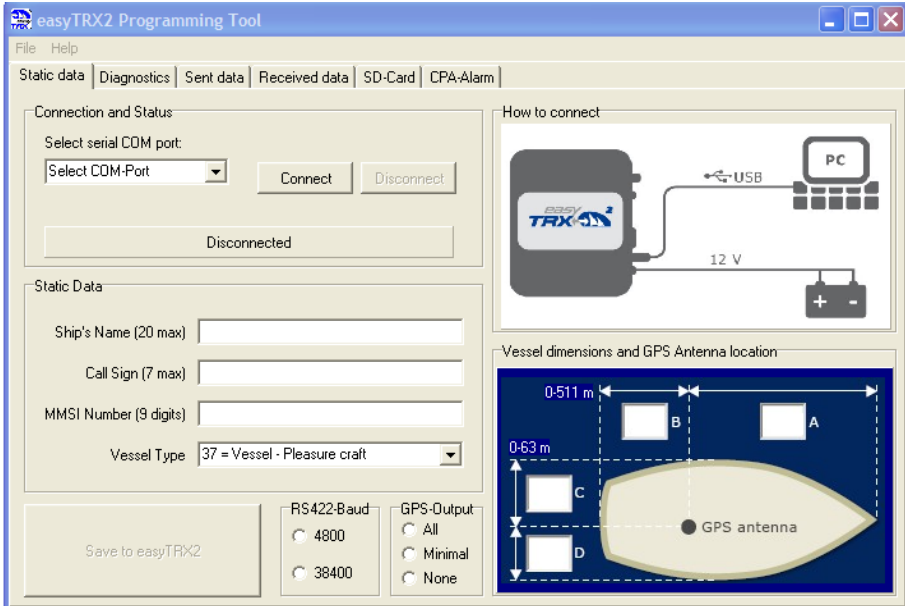 easyTRX2 Programming Tool
File Help
Static data Diagnostics Sent data Received data SD-Card CPA-Alarm
Connection and Status
Select serial COM port:
Select COM-Port
Connect
Disconnect
Disconnected
Static Data
Ship's Name (20 max)
Call Sign (7 max)
MMSI Number (9 digits)
Vessel Type 37 = Vessel - Pleasure craft
Save to easyTRX2
RS422-Baud
4800
38400
GPS-Output
All
Minimal
None
How to connect
easy
TRX 2
USB
PC
12 V
+ -
Vessel dimensions and GPS Antenna location
0-511 m
B
A
0-63 m
C
GPS antenna
D